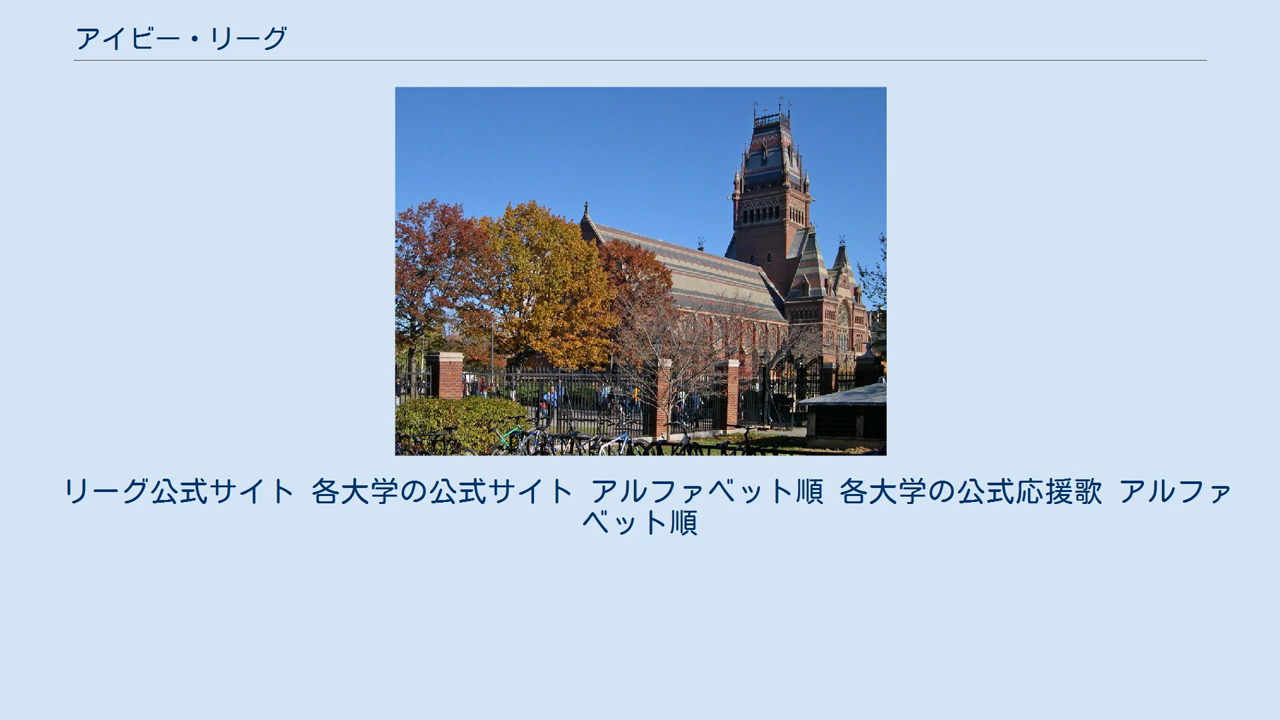 アイビー・リーグ
リーグ公式サイト 各大学の公式サイト アルファベット順 各大学の公式応援歌 アルファ
ベット順